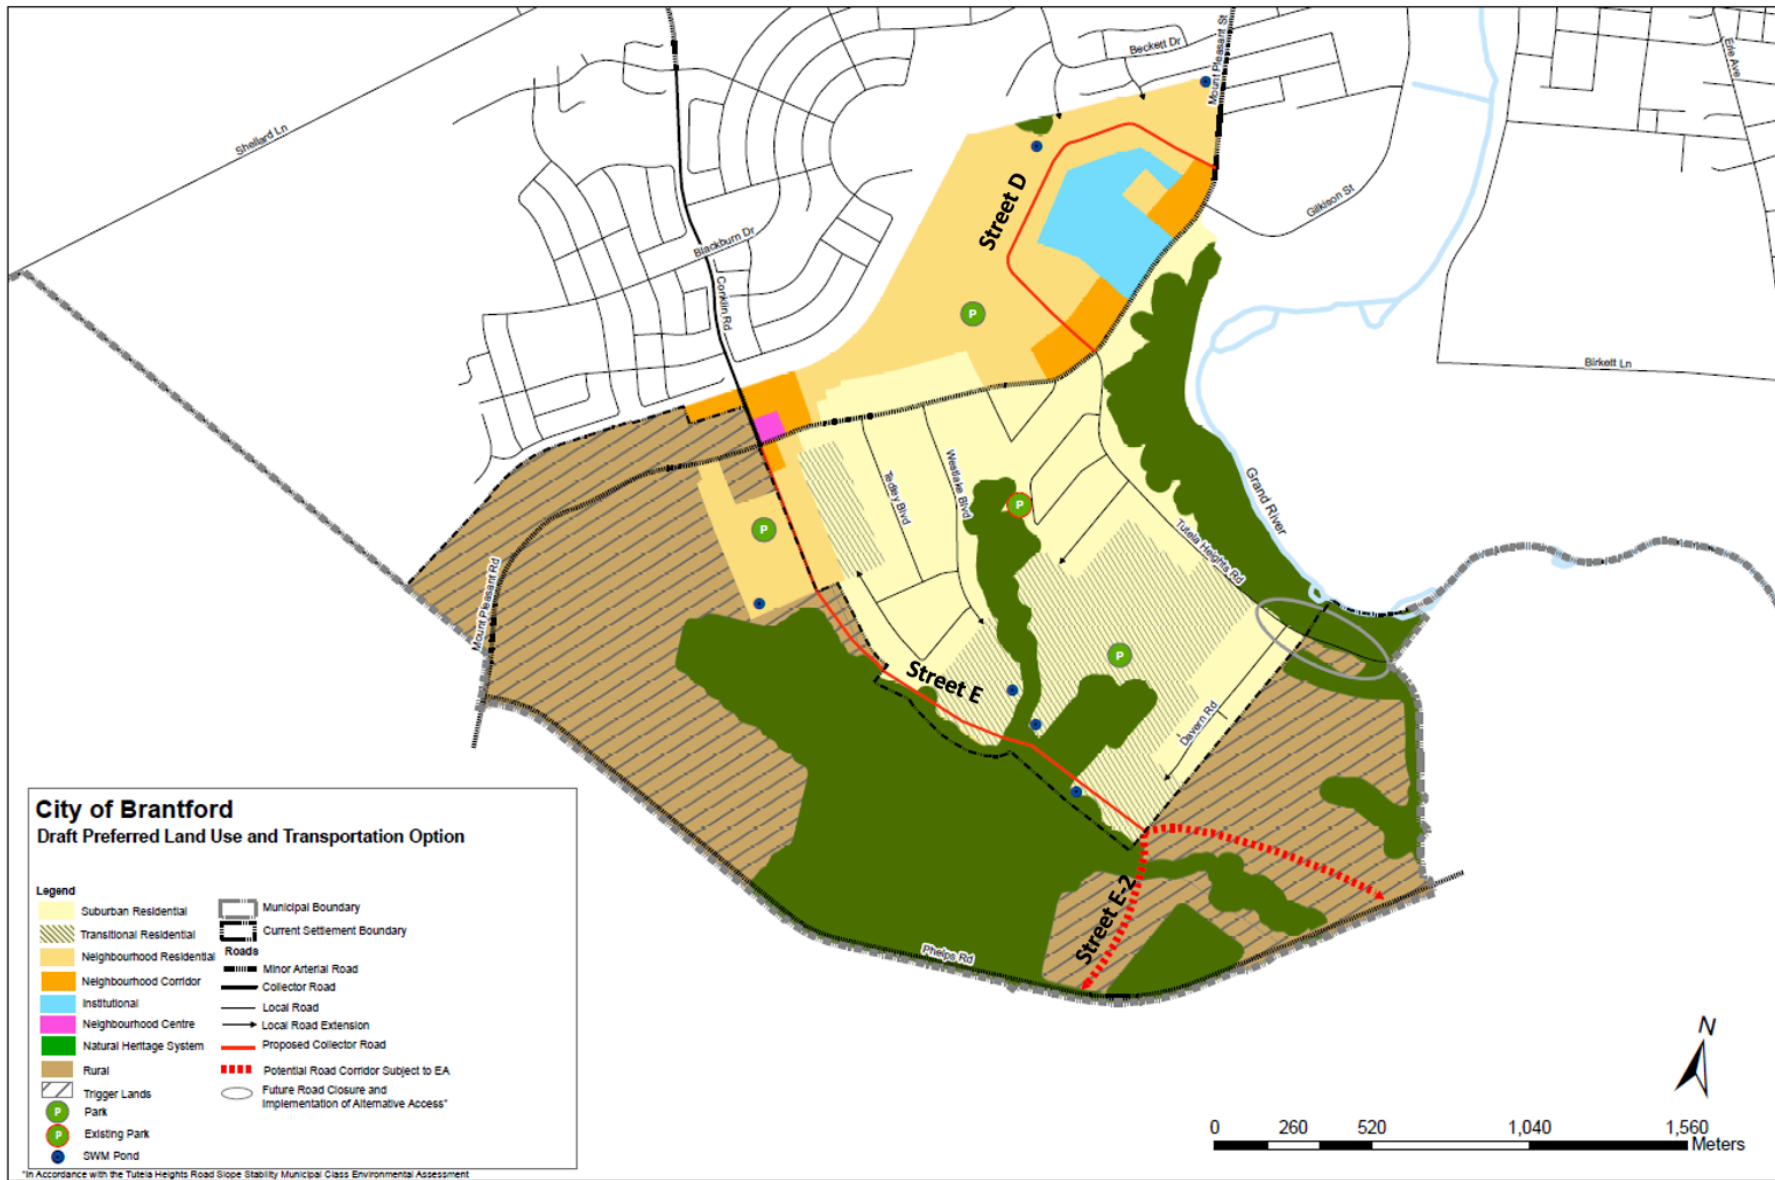 Beckett Dr
Mount Pleasant St
Erie Ave
Shellard Ln
Street D
Gilkison St
Blackburn Dr
Conklin Rd
P
Birkett Ln
Tedley Blvd
Westlake Blvd
Grand River
P
P
Tutela Heights Rd
Mount Pleasant Rd
P
Street E
Davern Rd
Street E-2
Phelps Rd
City of Brantford
Draft Preferred Land Use and Transportation Option
Legend
Suburban Residential
Transitional Residential
Neighbourhood Residential
Neighbourhood Corridor
Institutional
Neighbourhood Centre
Natural Heritage System
Rural
Trigger Lands
P Park
P Existing Park
SWM Pond
Municipal Boundary
Current Settlement Boundary
Roads
Minor Arterial Road
Collector Road
Local Road
Local Road Extension
Proposed Collector Road
Potential Road Corridor Subject to EA
Future Road Closure and
Implementation of Alternative Access*
*In Accordance with the Tutela Heights Road Slope Stability Municipal Class Environmental Assessment
N
0 260 520 1,040 1,560
Meters